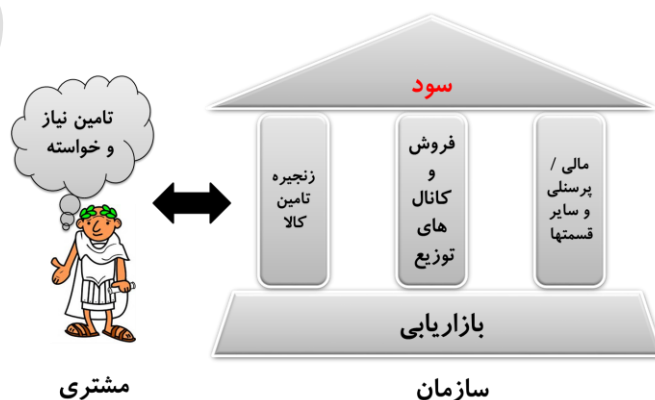 سود
تامین نیاز
و خواسته
مالی /
پرسنلی
و سایر
قسمتها
فروش
و
کانال
های
توزیع
زنجیره
تامین
کالا
بازاریابی
سازمان
مشتری